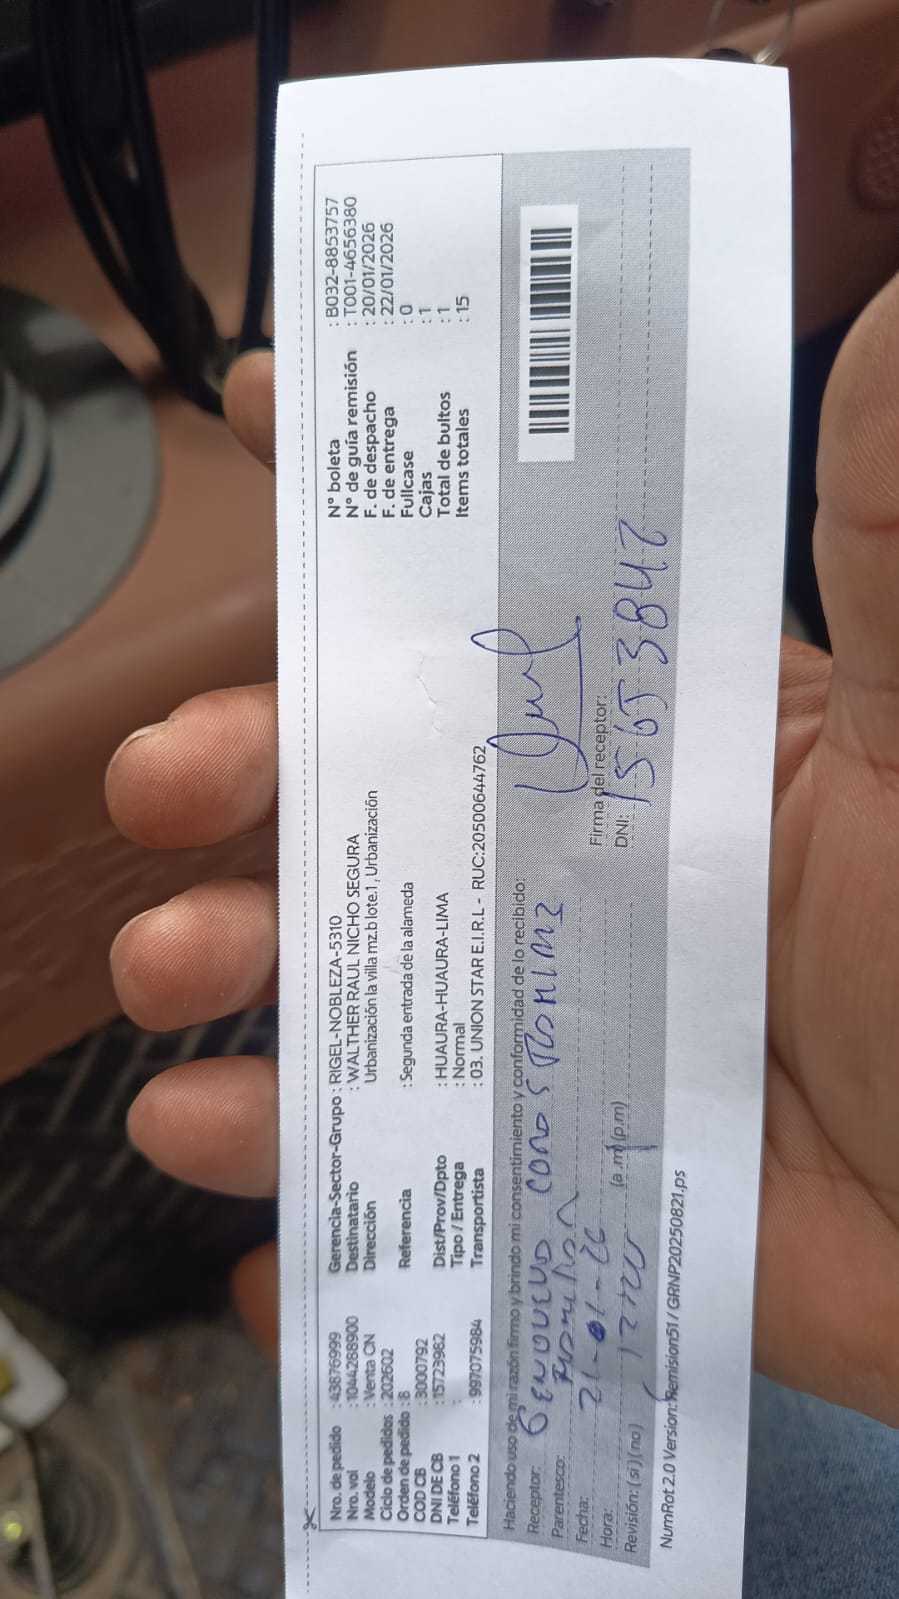 Nro. de pedido : 43876999 Gerencia-Sector-Grupo : RIGEL-NOBLEZA-5310 N° boleta : B032-8853757
Nro. vol : 1044288900 Destinatario : WALTHER RAUL NICHO SEGURA N° de guía remisión : T001-4656380
Modelo : Venta CN Dirección Urbanización la villa mz.b lote.1, Urbanización F. de despacho : 20/01/2026
Ciclo de pedidos : 202602 F. de entrega : 22/01/2026
Orden de pedido : 8 Referencia : Segunda entrada de la alameda Fullcase : 0
COD CB : 3000792 Cajas : 1
DNI DE CB : 15723982 Dist/Prov/Dpto : HUAURA-HUAURA-LIMA Total de bultos : 1
Teléfono 1 : Tipo / Entrega : Normal Items totales : 15
Teléfono 2 : 997075984 Transportista : 03. UNION STAR E.I.R.L - RUC:20500644762
Haciendo uso de mi razón firmo y brindo mi consentimiento y conformidad de lo recibido:
Receptor:
Parentesco:
Fecha: 21-01-26
Hora: (a.m) (p.m) Firma del receptor:
Revisión: ( si ) ( no ) DNI: 15653847
NumRot 2.0 Version: Remision51 / GRNP20250821.ps